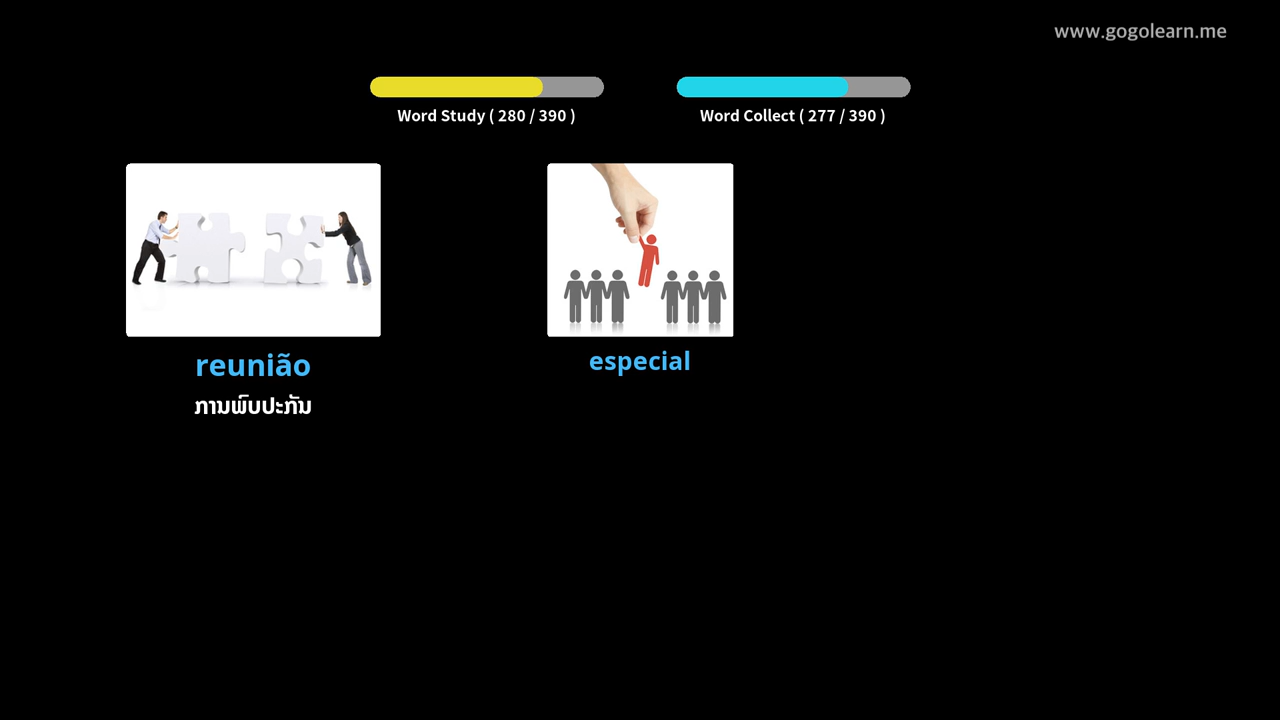 www.gogolearn.me
Word Study ( 280 / 390 )
Word Collect ( 277 / 390 )
reunião
ການພົບປະກັນ
especial